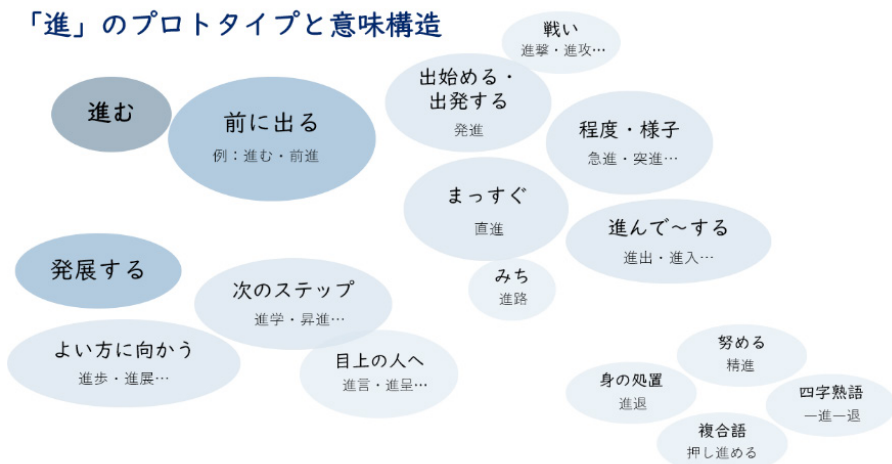 「進」のプロトタイプと意味構造
戦い
進撃・進攻…
進む
前に出る
例：進む・前進
出始める・
出発する
発進
程度・様子
急進・突進…
まっすぐ
直進
進んで～する
進出・進入…
みち
進路
発展する
次のステップ
進学・昇進…
よい方に向かう
進歩・進展…
目上の人へ
進言・進呈…
努める
精進
身の処置
進退
四字熟語
一進一退
複合語
押し進める